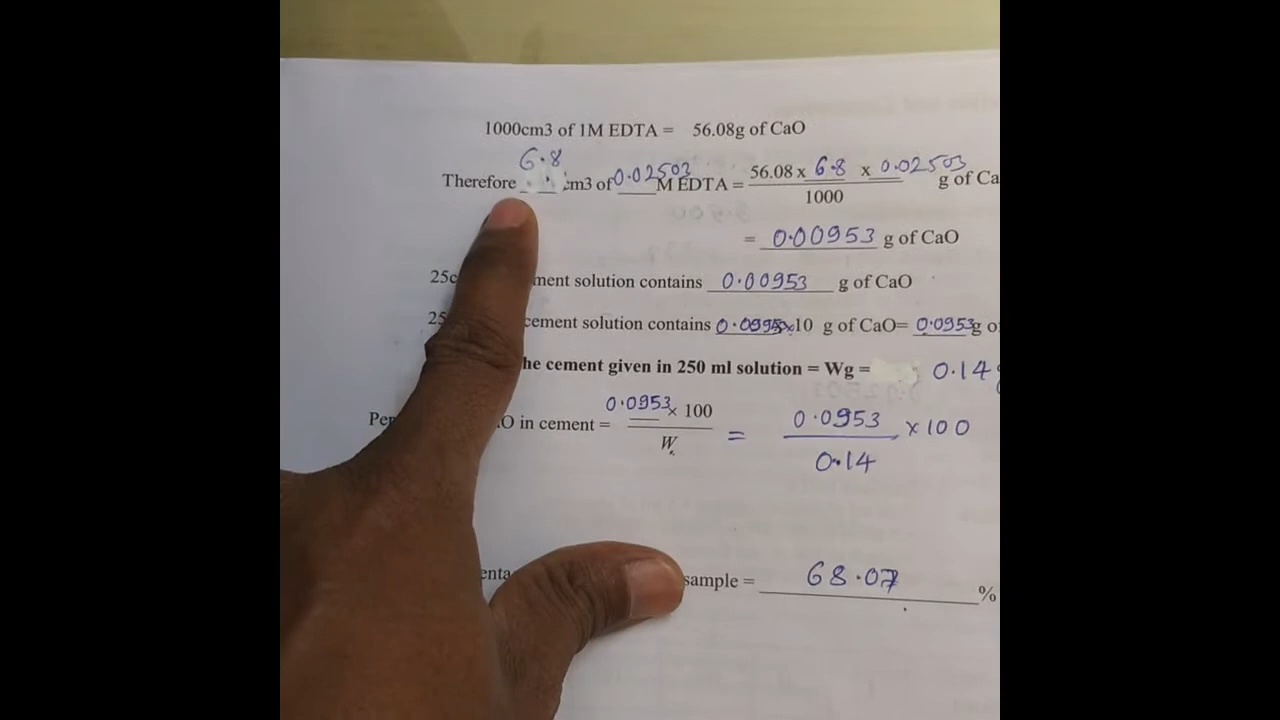 1000cm3 of 1M EDTA = 56.08g of CaO
Therefore 6.8 cm3 of 0.02503 M EDTA = 56.08 x 6.8 x 0.02503 g of Ca
1000
= 0.00953 g of CaO
25c ment solution contains 0.00953 g of CaO
25 cement solution contains x10 g of CaO= 0.0953g o
he cement given in 250 ml solution = Wg = 0.14
Per O in cement = 0.0953 x 100 = 0.0953 x 100
W 0.14
enta sample = 68.07 %